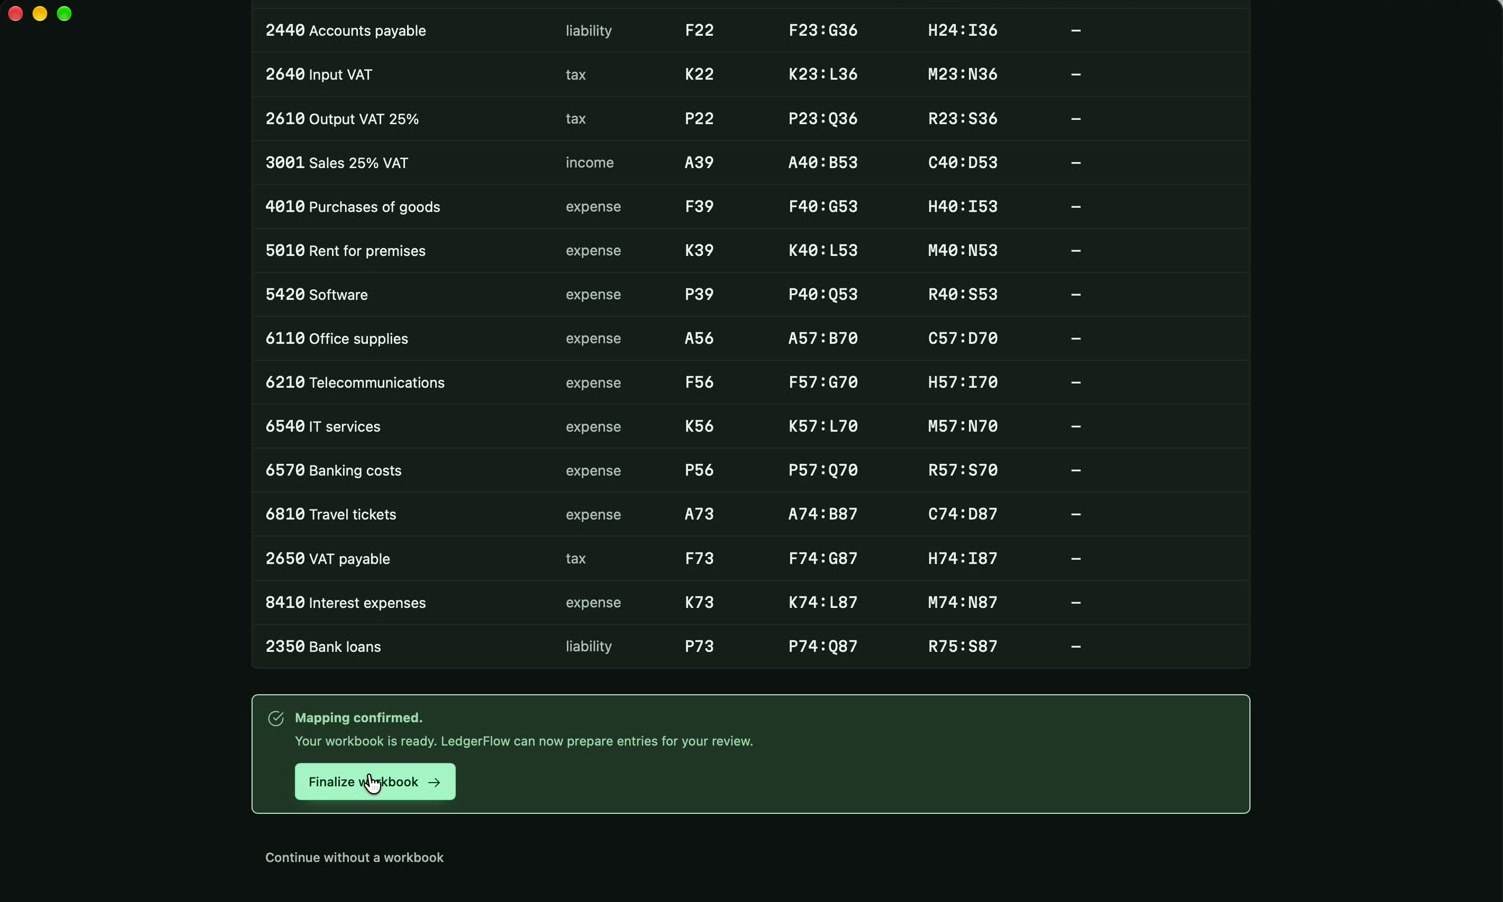 2440 Accounts payable liability F22 F23:G36 H24:I36 –
2640 Input VAT tax K22 K23:L36 M23:N36 –
2610 Output VAT 25% tax P22 P23:Q36 R23:S36 –
3001 Sales 25% VAT income A39 A40:B53 C40:D53 –
4010 Purchases of goods expense F39 F40:G53 H40:I53 –
5010 Rent for premises expense K39 K40:L53 M40:N53 –
5420 Software expense P39 P40:Q53 R40:S53 –
6110 Office supplies expense A56 A57:B70 C57:D70 –
6210 Telecommunications expense F56 F57:G70 H57:I70 –
6540 IT services expense K56 K57:L70 M57:N70 –
6570 Banking costs expense P56 P57:Q70 R57:S70 –
6810 Travel tickets expense A73 A74:B87 C74:D87 –
2650 VAT payable tax F73 F74:G87 H74:I87 –
8410 Interest expenses expense K73 K74:L87 M74:N87 –
2350 Bank loans liability P73 P74:Q87 R75:S87 –
Mapping confirmed.
Your workbook is ready. LedgerFlow can now prepare entries for your review.
Finalize workbook →
Continue without a workbook